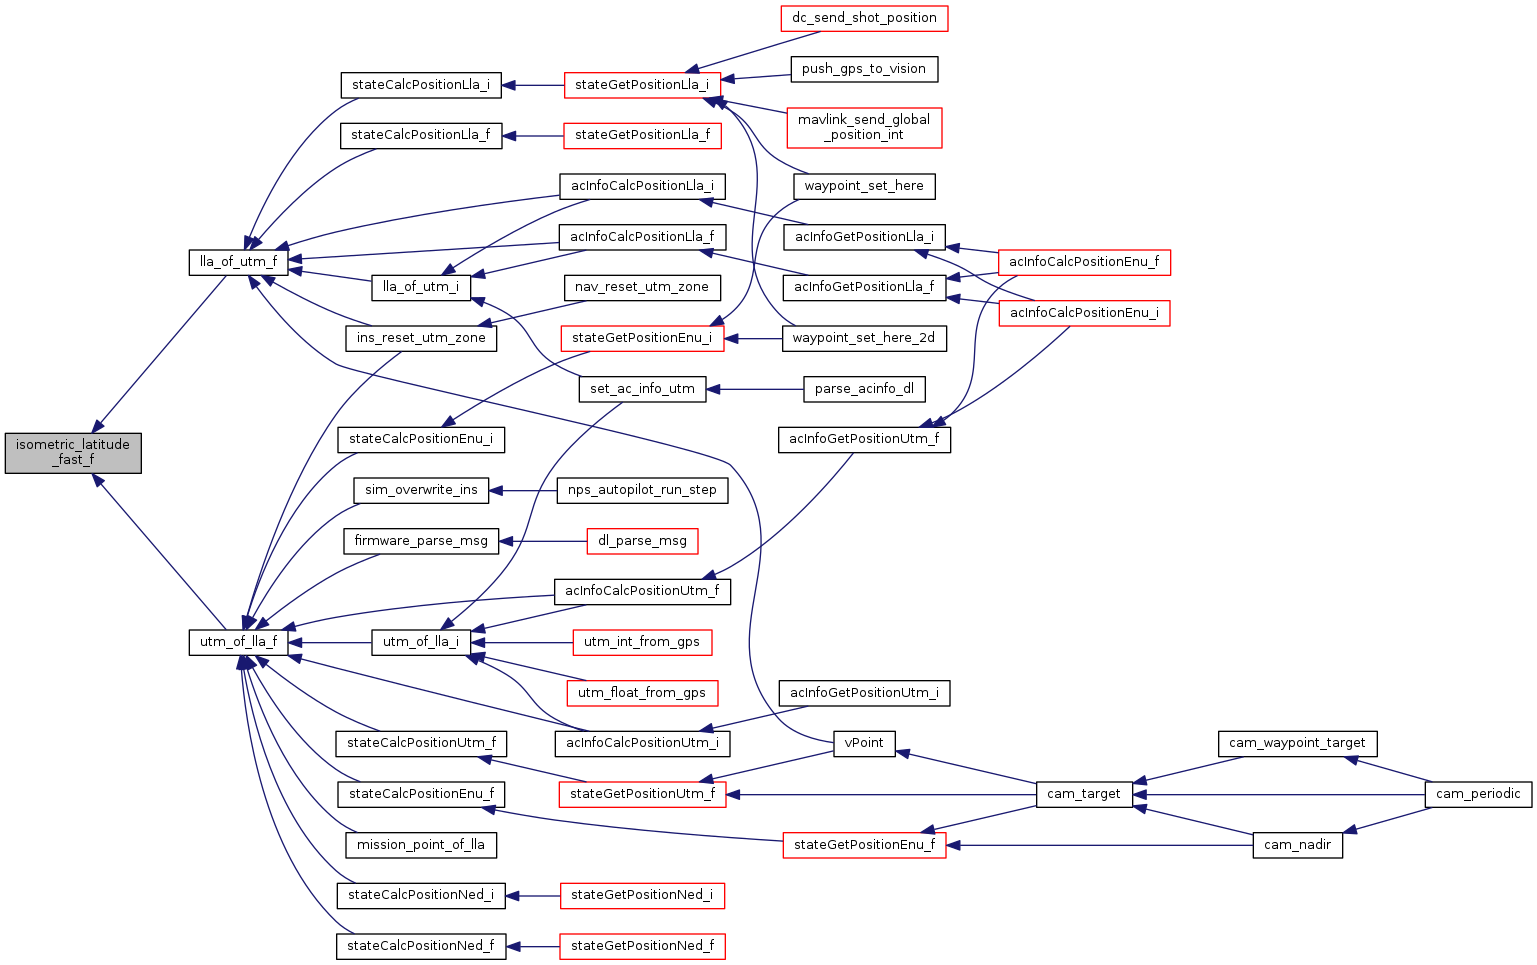 dc_send_shot_position
push_gps_to_vision
stateCalcPositionLla_i
stateGetPositionLla_i
mavlink_send_global
_position_int
stateCalcPositionLla_f
stateGetPositionLla_f
acInfoCalcPositionLla_i
waypoint_set_here
acInfoCalcPositionLla_f
acInfoGetPositionLla_i
lla_of_utm_f
acInfoCalcPositionEnu_f
lla_of_utm_i
nav_reset_utm_zone
acInfoGetPositionLla_f
acInfoCalcPositionEnu_i
ins_reset_utm_zone
stateGetPositionEnu_i
waypoint_set_here_2d
set_ac_info_utm
parse_acinfo_dl
isometric_latitude
_fast_f
stateCalcPositionEnu_i
acInfoGetPositionUtm_f
sim_overwrite_ins
nps_autopilot_run_step
firmware_parse_msg
dl_parse_msg
acInfoCalcPositionUtm_f
utm_of_lla_f
utm_of_lla_i
utm_int_from_gps
utm_float_from_gps
acInfoGetPositionUtm_i
stateCalcPositionUtm_f
acInfoCalcPositionUtm_i
vPoint
cam_waypoint_target
stateCalcPositionEnu_f
stateGetPositionUtm_f
cam_target
cam_periodic
mission_point_of_lla
stateGetPositionEnu_f
cam_nadir
stateCalcPositionNed_i
stateGetPositionNed_i
stateCalcPositionNed_f
stateGetPositionNed_f